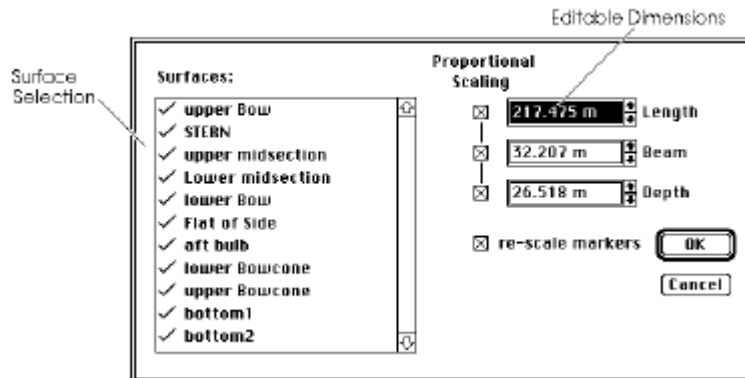 Editable Dimensions
Surface
Selection
Surfaces:
upper Bow
STERN
upper midsection
Lower midsection
lower Bow
Flat of Side
aft bulb
lower Bowcone
upper Bowcone
bottom1
bottom2
Proportional
Scaling
217.475 m Length
32.207 m Beam
26.518 m Depth
re-scale markers
OK
Cancel